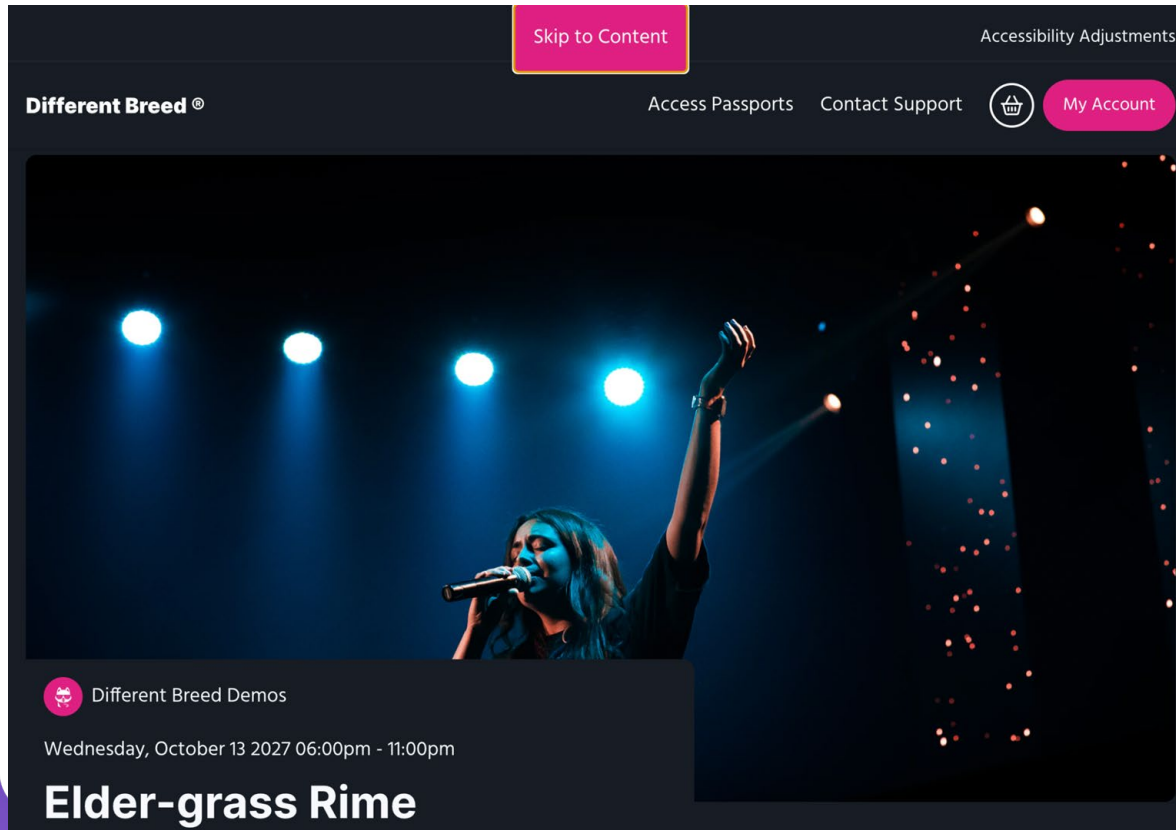 Skip to Content
Accessibility Adjustments
Different Breed ®
Access Passports
Contact Support
My Account
Different Breed Demos
Wednesday, October 13 2027 06:00pm - 11:00pm
Elder-grass Rime